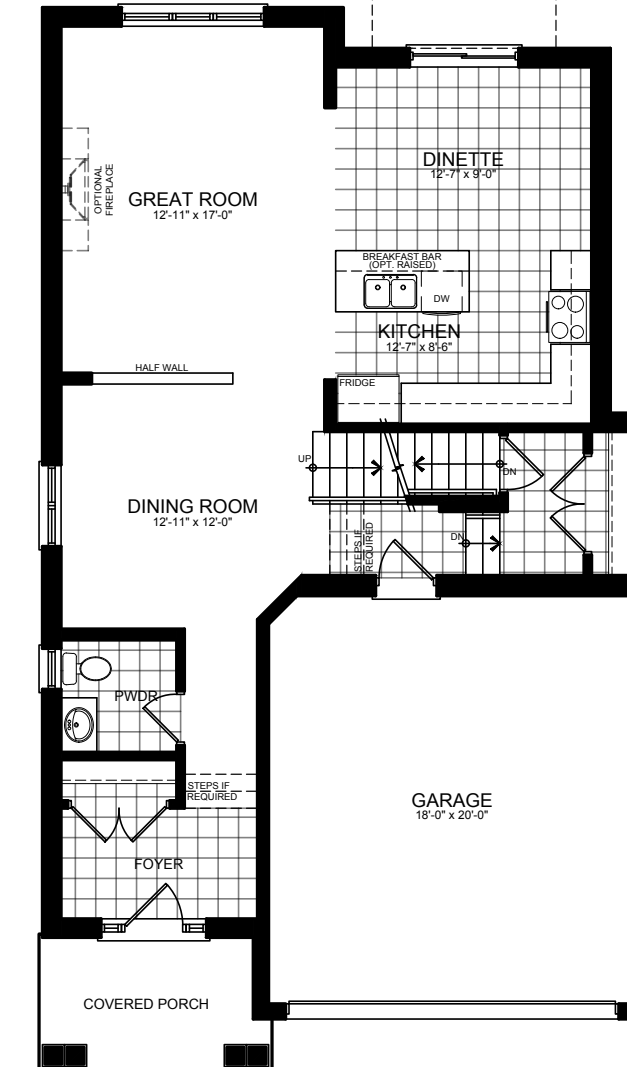 GREAT ROOM
12'-11" x 17'-0"
OPTIONAL
FIREPLACE
DINETTE
12'-7" x 9'-0"
BREAKFAST BAR
(OPT. RAISED)
DW
KITCHEN
12'-7" x 8'-6"
FRIDGE
HALF WALL
UP
DN
DINING ROOM
12'-11" x 12'-0"
STEPS IF
REQUIRED
DN
PWDR
STEPS IF
REQUIRED
FOYER
GARAGE
18'-0" x 20'-0"
COVERED PORCH